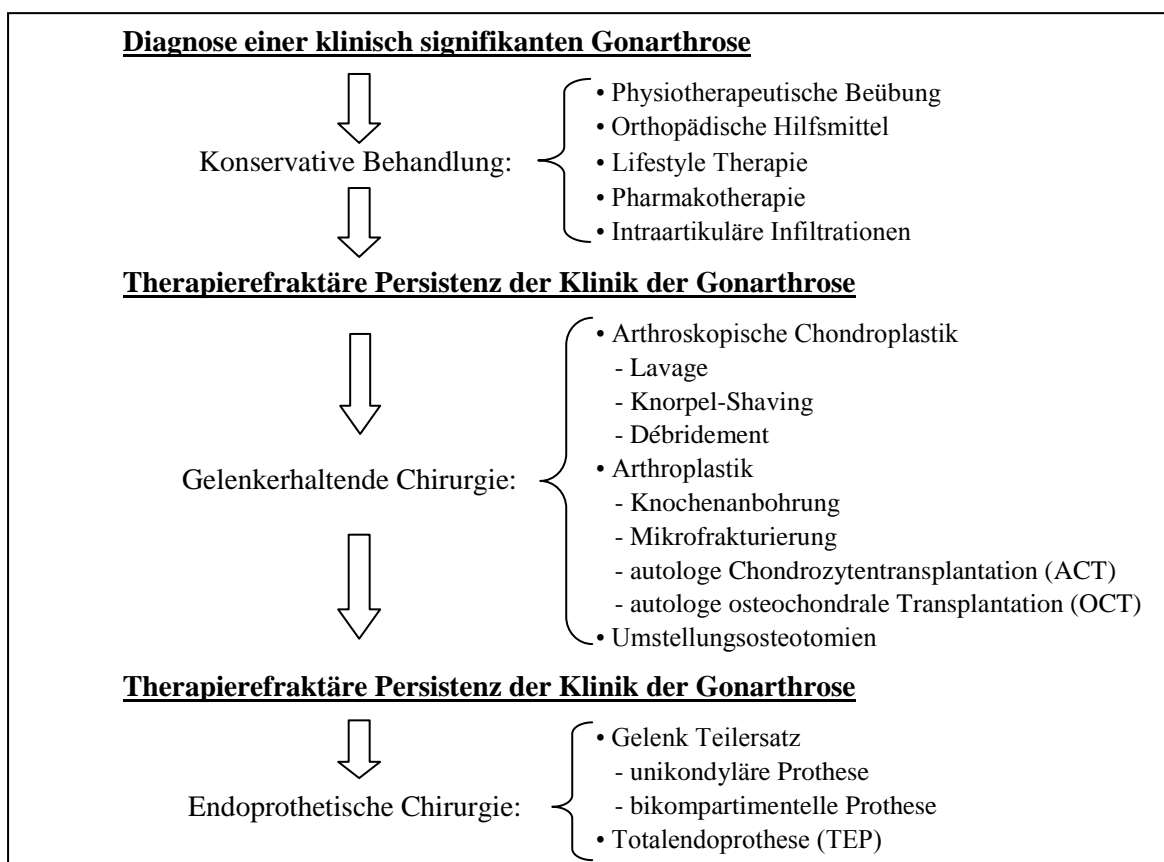 Diagnose einer klinisch signifikanten Gonarthrose
Konservative Behandlung:
• Physiotherapeutische Beübung
• Orthopädische Hilfsmittel
• Lifestyle Therapie
• Pharmakotherapie
• Intraartikuläre Infiltrationen
Therapierefraktäre Persistenz der Klinik der Gonarthrose
Gelenkerhaltende Chirurgie:
• Arthroskopische Chondroplastik
- Lavage
- Knorpel-Shaving
- Débridement
• Arthroplastik
- Knochenanbohrung
- Mikrofrakturierung
- autologe Chondrozytentransplantation (ACT)
- autologe osteochondrale Transplantation (OCT)
• Umstellungsosteotomien
Therapierefraktäre Persistenz der Klinik der Gonarthrose
Endoprothetische Chirurgie:
• Gelenk Teilersatz
- unikondyläre Prothese
- bikompartimentelle Prothese
• Totalendoprothese (TEP)